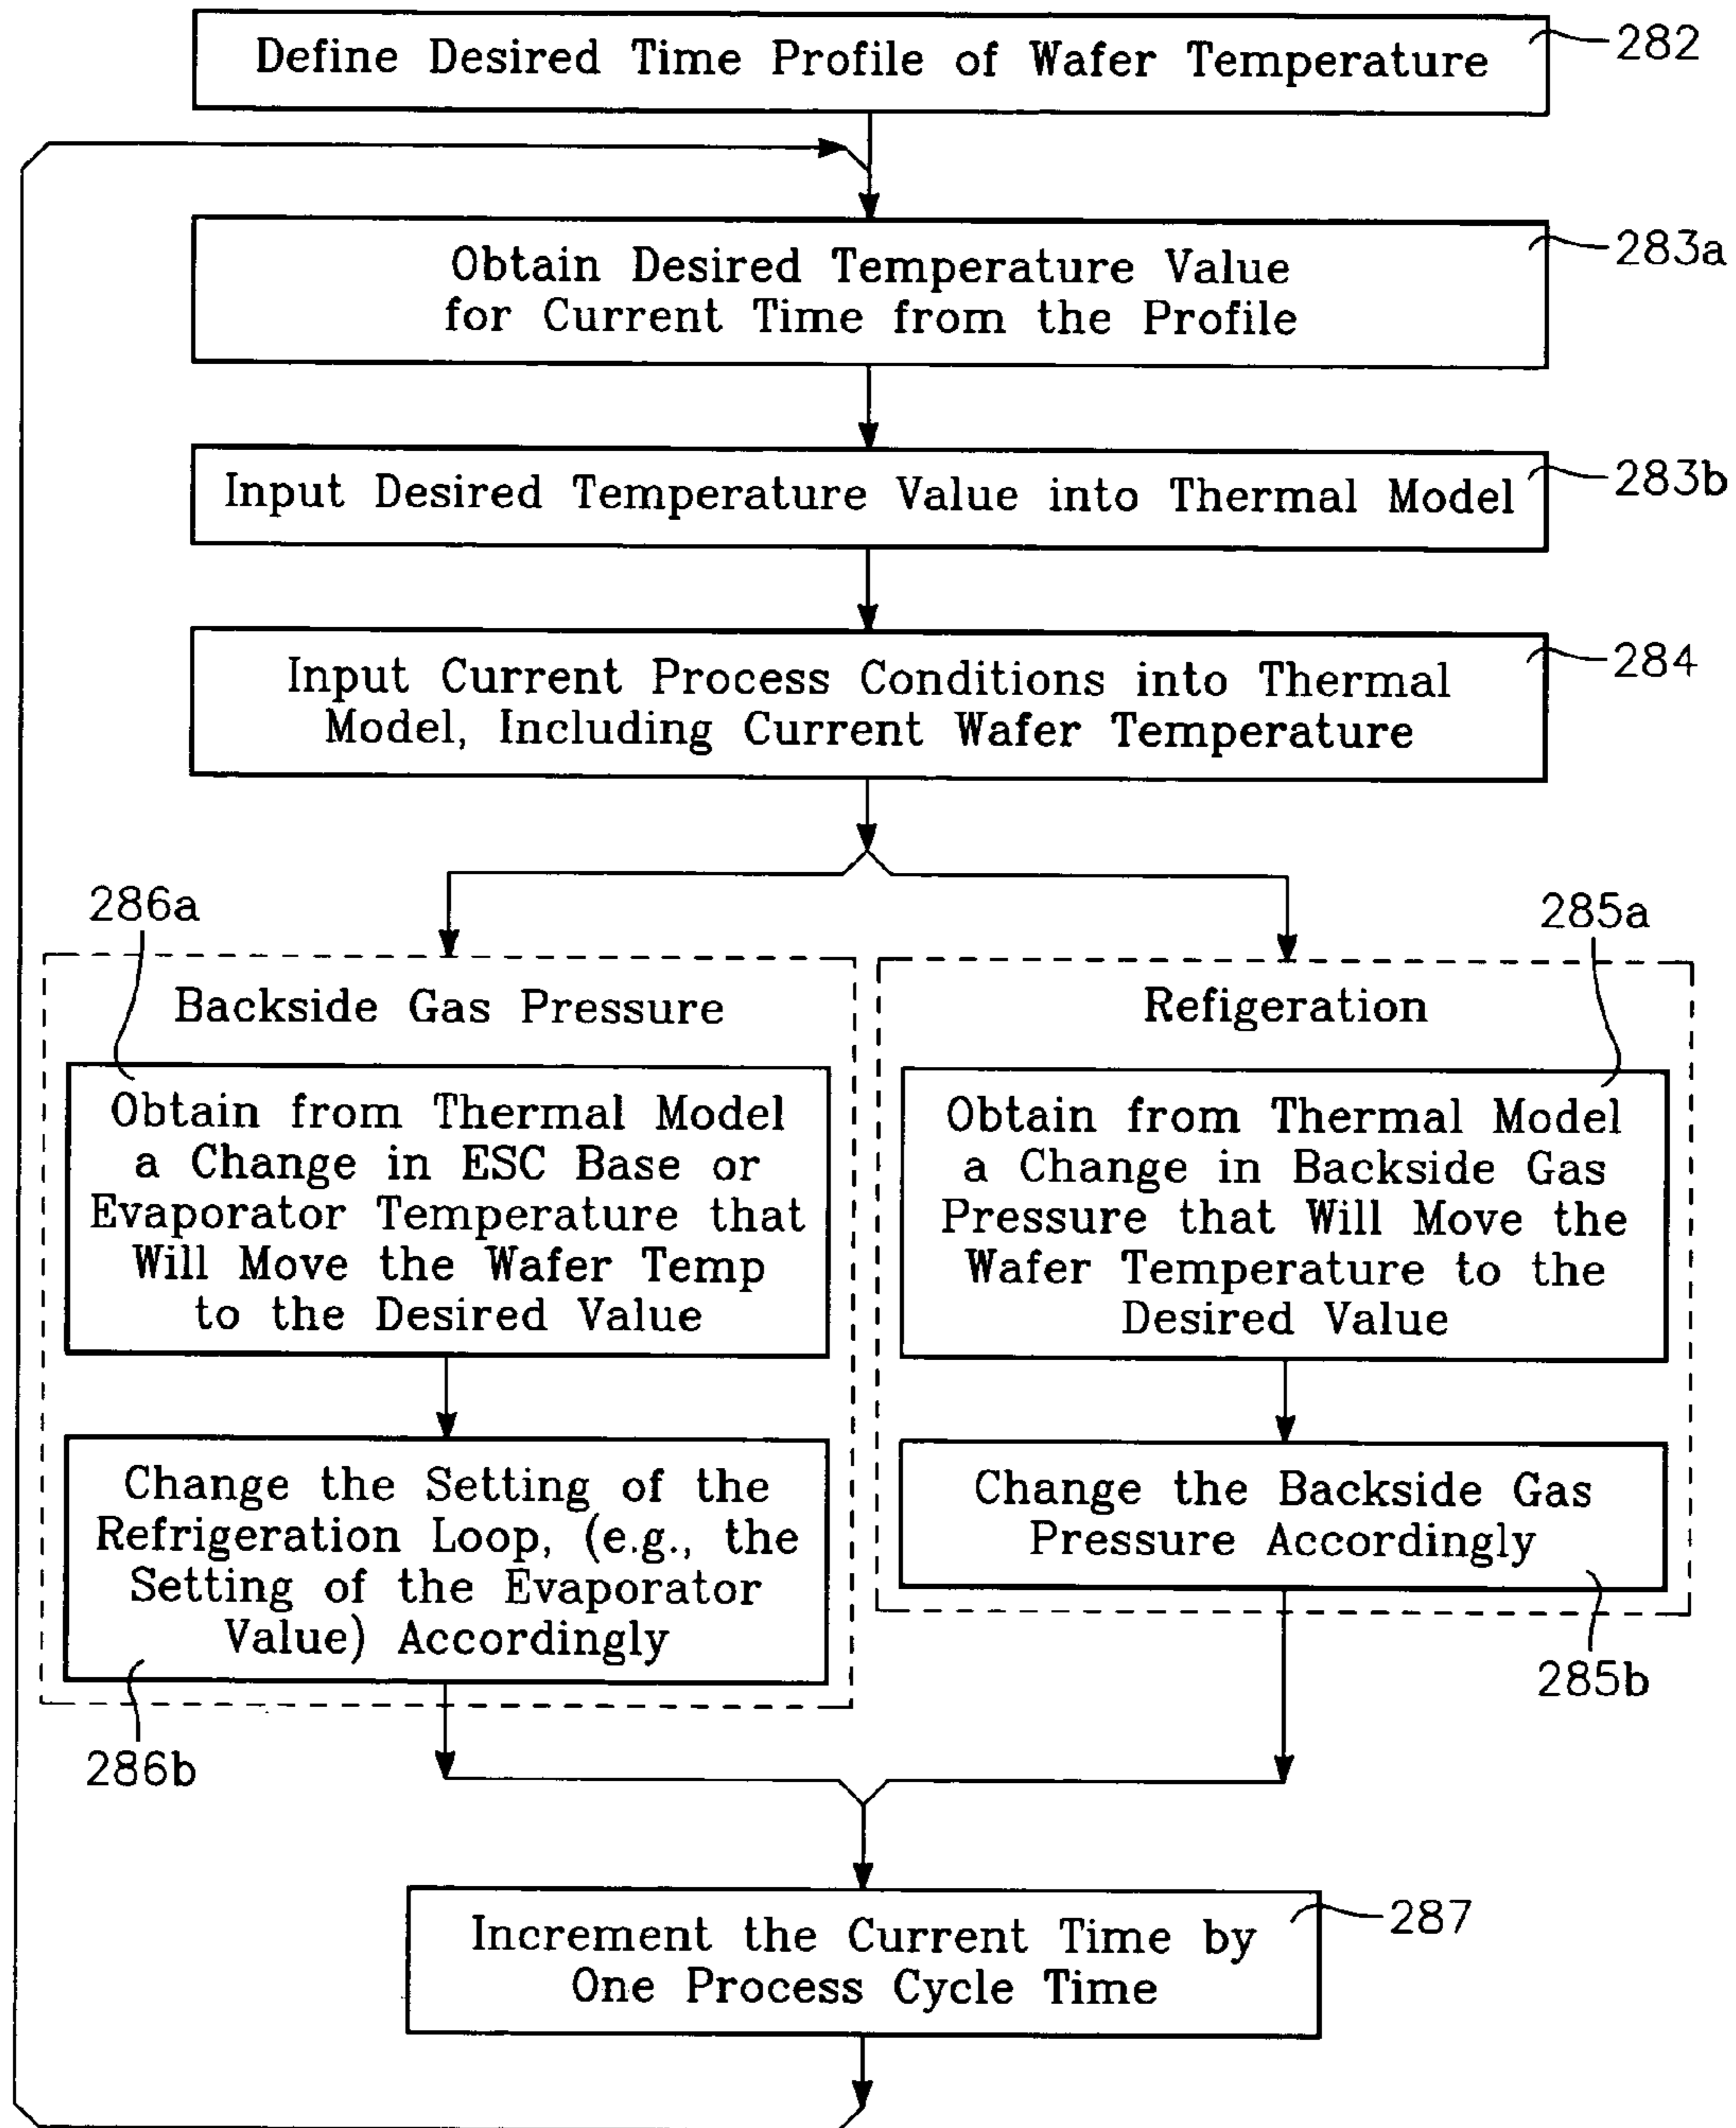 Define Desired Time Profile of Wafer Temperature
282
Obtain Desired Temperature Value
for Current Time from the Profile
283a
Input Desired Temperature Value into Thermal Model
283b
Input Current Process Conditions into Thermal
Model, Including Current Wafer Temperature
284
286a
Backside Gas Pressure
Obtain from Thermal Model
a Change in ESC Base or
Evaporator Temperature that
Will Move the Wafer Temp
to the Desired Value
Change the Setting of the
Refrigeration Loop, (e.g., the
Setting of the Evaporator
Value) Accordingly
286b
285a
Refigeration
Obtain from Thermal Model
a Change in Backside Gas
Pressure that Will Move the
Wafer Temperature to the
Desired Value
Change the Backside Gas
Pressure Accordingly
285b
Increment the Current Time by
One Process Cycle Time
287